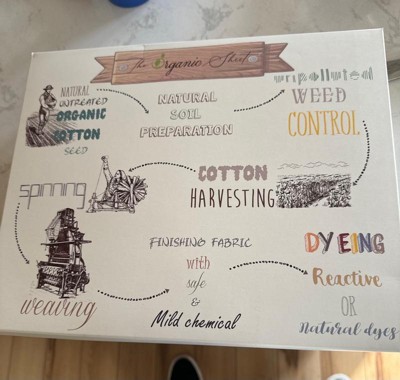 The Organic Sheet
NATURAL
UNTREATED
ORGANIC
COTTON
SEED
NATURAL
SOIL
PREPARATION
unpolluted
WEED
CONTROL
COTTON
HARVESTING
spinning
weaving
FINISHING FABRIC
with
safe
&
Mild chemical
DYEING
Reactive
OR
Natural dyes